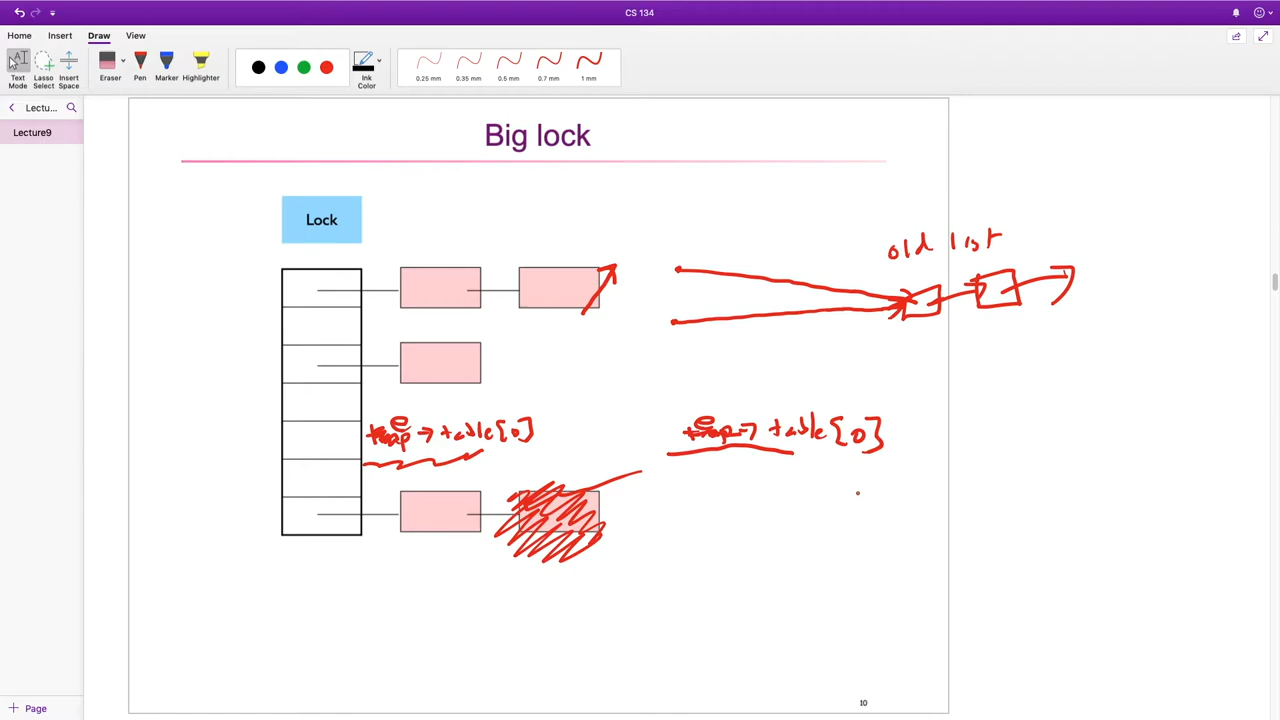 CS 134
Home Insert Draw View
Text Mode
Lasso Select
Insert Space
Eraser
Pen
Marker
Highlighter
Ink Color
0.25 mm 0.35 mm 0.5 mm 0.7 mm 1 mm
Lectu...
Lecture9
Big lock
Lock
old list
e → table[0]
e → table[0]
10
+ Page